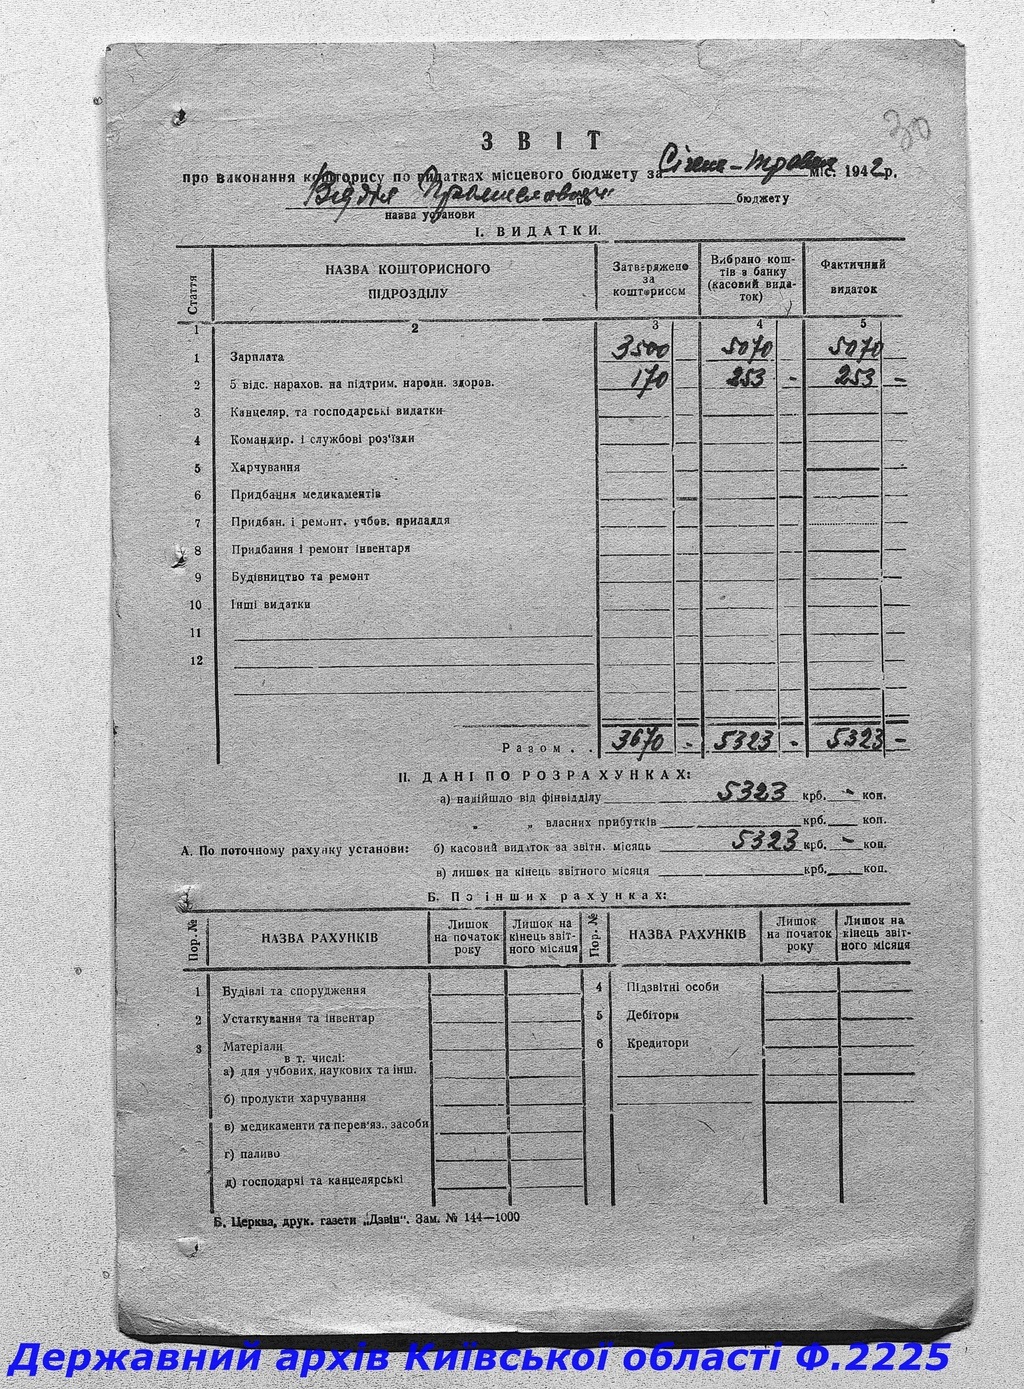 30
ЗВІТ
про виконання кошторису по видатках місцевого бюджету за Січень-травень міс. 1942 р.
Відділ Промисловости по бюджету
назва установи
І. ВИДАТКИ.
Стаття НАЗВА КОШТОРИСНОГО ПІДРОЗДІЛУ Затверджено за кошторисом Вибрано коштів в банку (касовий видаток) Фактичний видаток
1 2 3 4 5
1 Зарплата 3500 5070 5070
2 5 відс. нарахов. на підтрим. народн. здоров. 170 253 - 253 -
3 Канцеляр. та господарські видатки
4 Командир. і службові роз'їзди
5 Харчування
6 Придбання медикаментів
7 Придбан. і ремонт. учбов. приладдя
8 Придбання і ремонт інвентаря
9 Будівництво та ремонт
10 Інші видатки
11
12
Разом . . 3670 - 5323 - 5323 -
ІІ. ДАНІ ПО РОЗРАХУНКАХ:
а) надійшло від фінвідділу 5323 крб. - коп.
„ „ власних прибутків крб. коп.
А. По поточному рахунку установи: б) касовий видаток за звітн. місяць 5323 крб. - коп.
в) лишок на кінець звітного місяця крб. коп.
Б. По інших рахунках:
Пор. № НАЗВА РАХУНКІВ Лишок на початок року Лишок на кінець звітного місяця Пор. № НАЗВА РАХУНКІВ Лишок на початок року Лишок на кінець звітного місяця
1 Будівлі та спорудження 4 Підзвітні особи
2 Устаткування та інвентар 5 Дебітори
3 Матеріали 6 Кредитори
в т. числі:
а) для учбових, наукових та інш.
б) продукти харчування
в) медикаменти та перев'яз., засоби
г) паливо
д) господарчі та канцелярські
Б. Церква, друк. газети „Дзвін“. Зам. № 144—1000
Державний архів Київської області Ф.2225